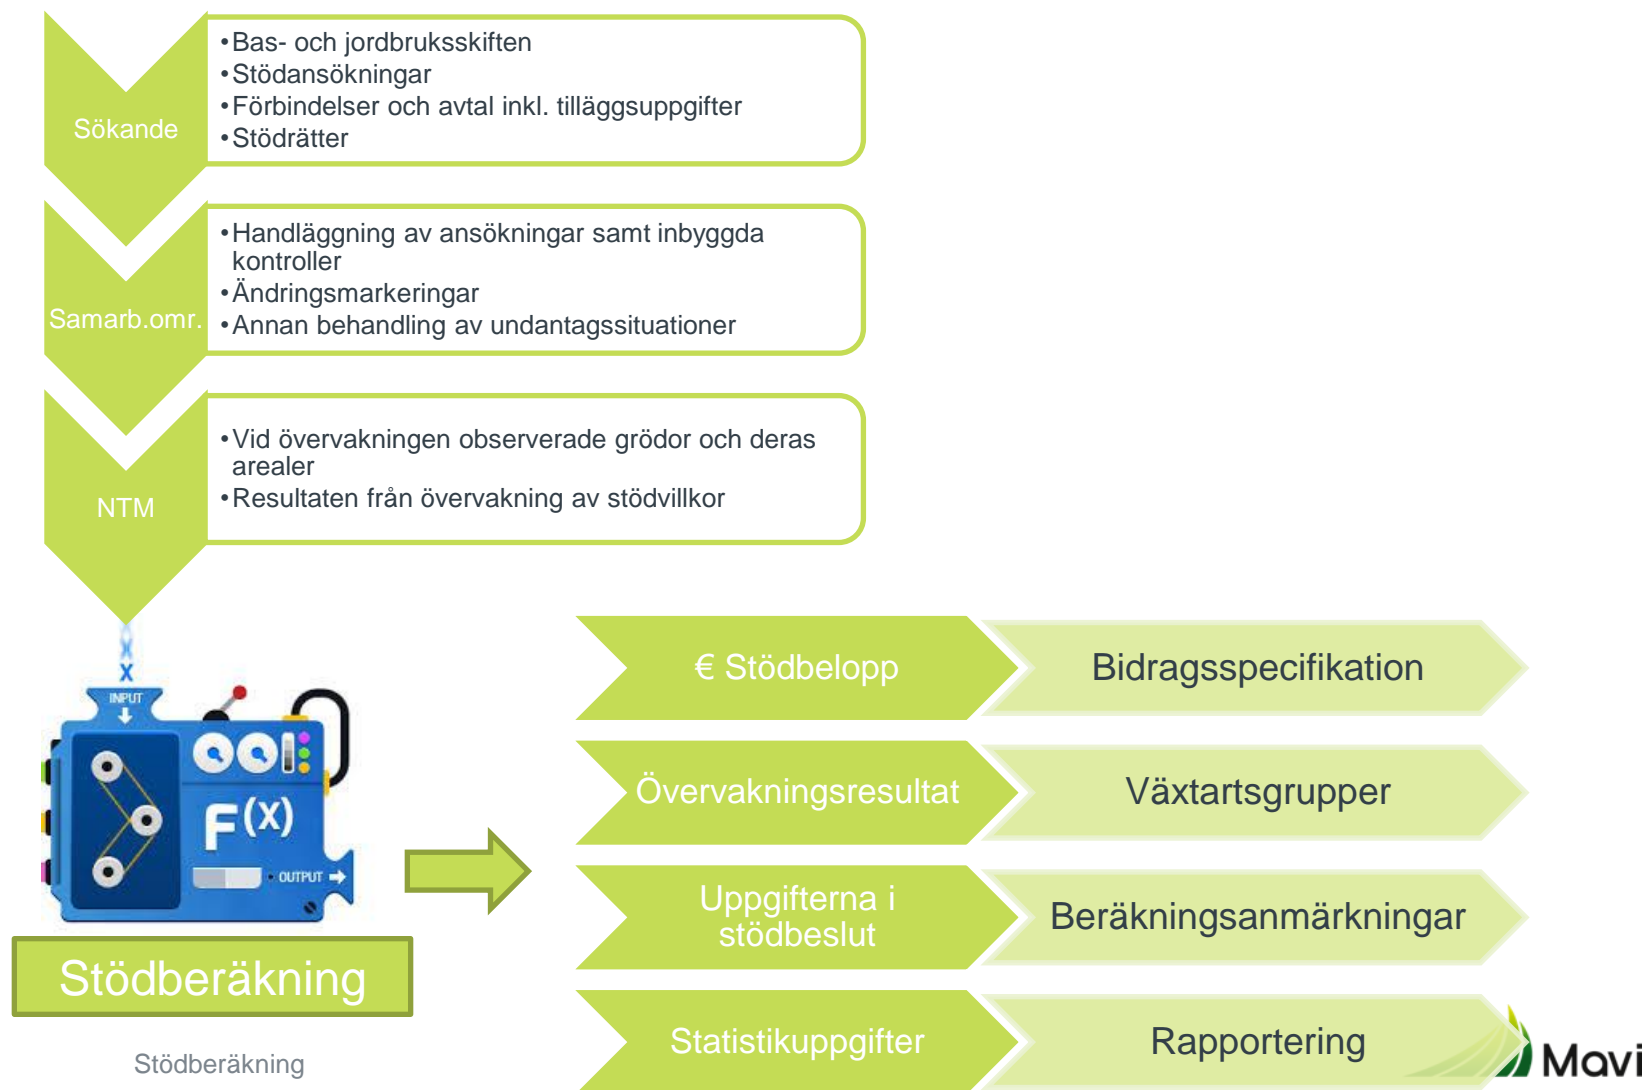 Sökande
•Bas- och jordbruksskiften
•Stödansökningar
•Förbindelser och avtal inkl. tilläggsuppgifter
•Stödrätter
Samarb.omr.
•Handläggning av ansökningar samt inbyggda
kontroller
•Ändringsmarkeringar
•Annan behandling av undantagssituationer
NTM
•Vid övervakningen observerade grödor och deras
arealer
•Resultaten från övervakning av stödvillkor
X
X
X
INPUT
F(X)
OUTPUT
Stödberäkning
€ Stödbelopp
Bidragsspecifikation
Övervakningsresultat
Växtartsgrupper
Uppgifterna i
stödbeslut
Beräkningsanmärkningar
Statistikuppgifter
Rapportering
Stödberäkning
Mavi